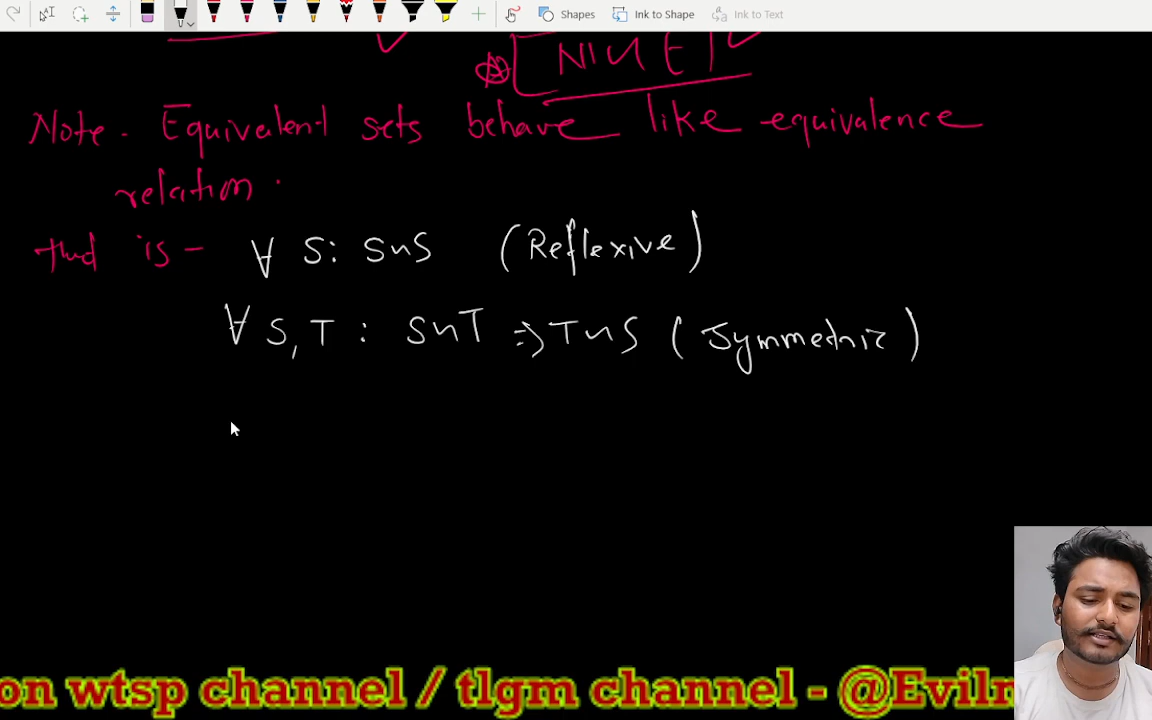 Shapes Ink to Shape Ink to Text
N ~ E
Note - Equivalent sets behave like equivalence
relation.
that is - ∀ S: S~S (Reflexive)
∀ S,T : S~T ⇒ T~S (Symmetric)
on wtsp channel / tlgm channel - @Evil